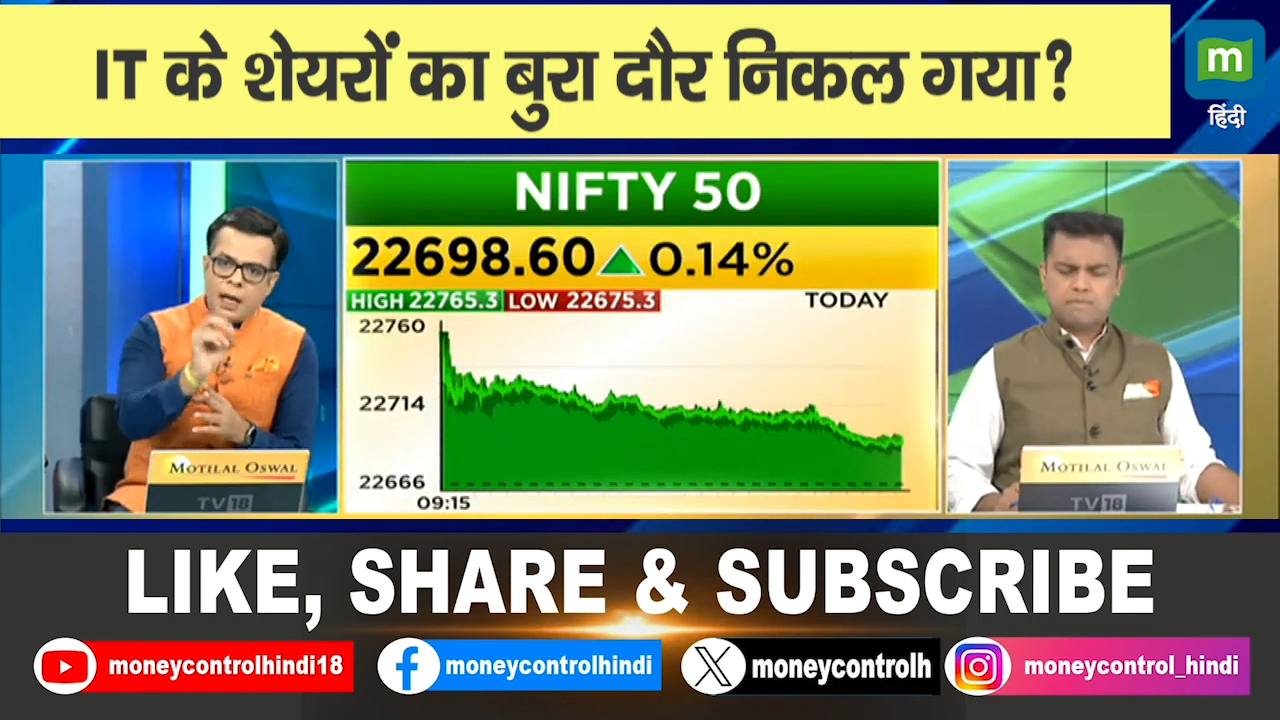 IT के शेयरों का बुरा दौर निकल गया?
m
हिंदी
NIFTY 50
22698.60 0.14%
HIGH 22765.3 LOW 22675.3 TODAY
22760
22714
22666
09:15
MOTILAL OSWAL
TV18
MOTILAL OSWAL
TV18
LIKE, SHARE & SUBSCRIBE
moneycontrolhindi18
moneycontrolhindi
moneycontrolh
moneycontrol_hindi